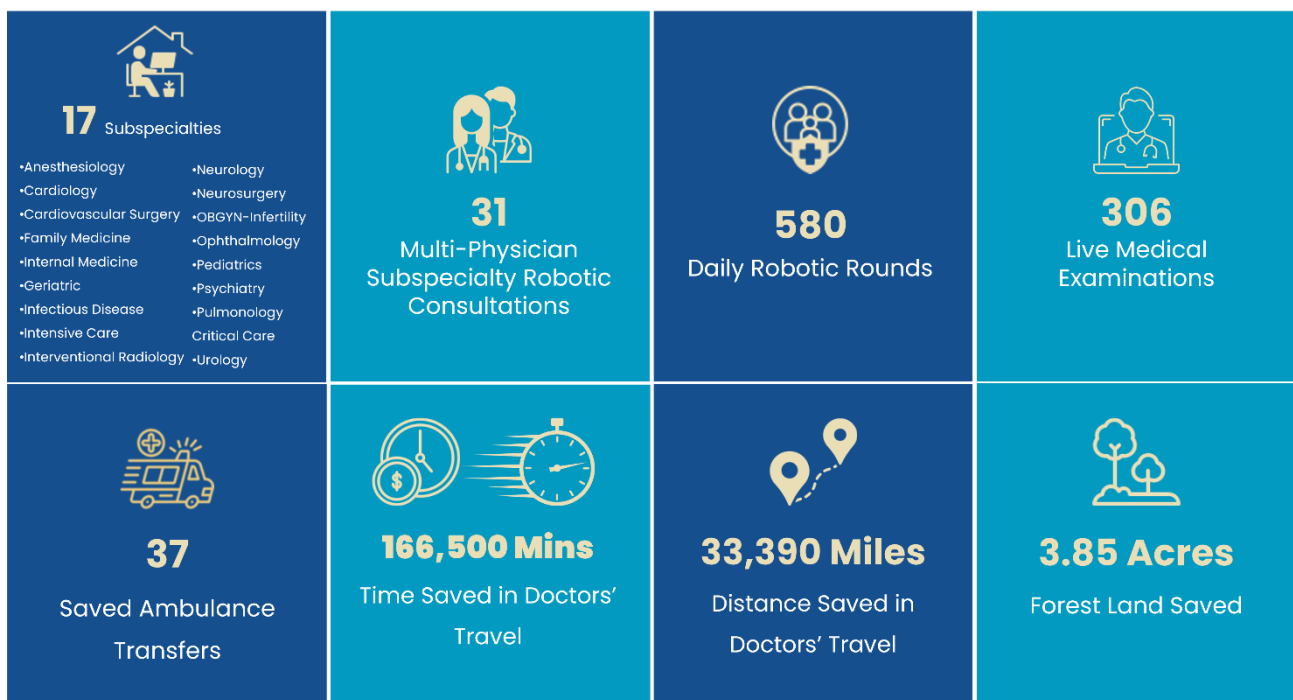 17 Subspecialties
•Anesthesiology
•Cardiology
•Cardiovascular Surgery
•Family Medicine
•Internal Medicine
•Geriatric
•Infectious Disease
•Intensive Care
•Interventional Radiology
•Neurology
•Neurosurgery
•OBGYN-Infertility
•Ophthalmology
•Pediatrics
•Psychiatry
•Pulmonology
Critical Care
•Urology
31
Multi-Physician
Subspecialty Robotic
Consultations
580
Daily Robotic Rounds
306
Live Medical
Examinations
37
Saved Ambulance
Transfers
$
166,500 Mins
Time Saved in Doctors’
Travel
33,390 Miles
Distance Saved in
Doctors’ Travel
3.85 Acres
Forest Land Saved